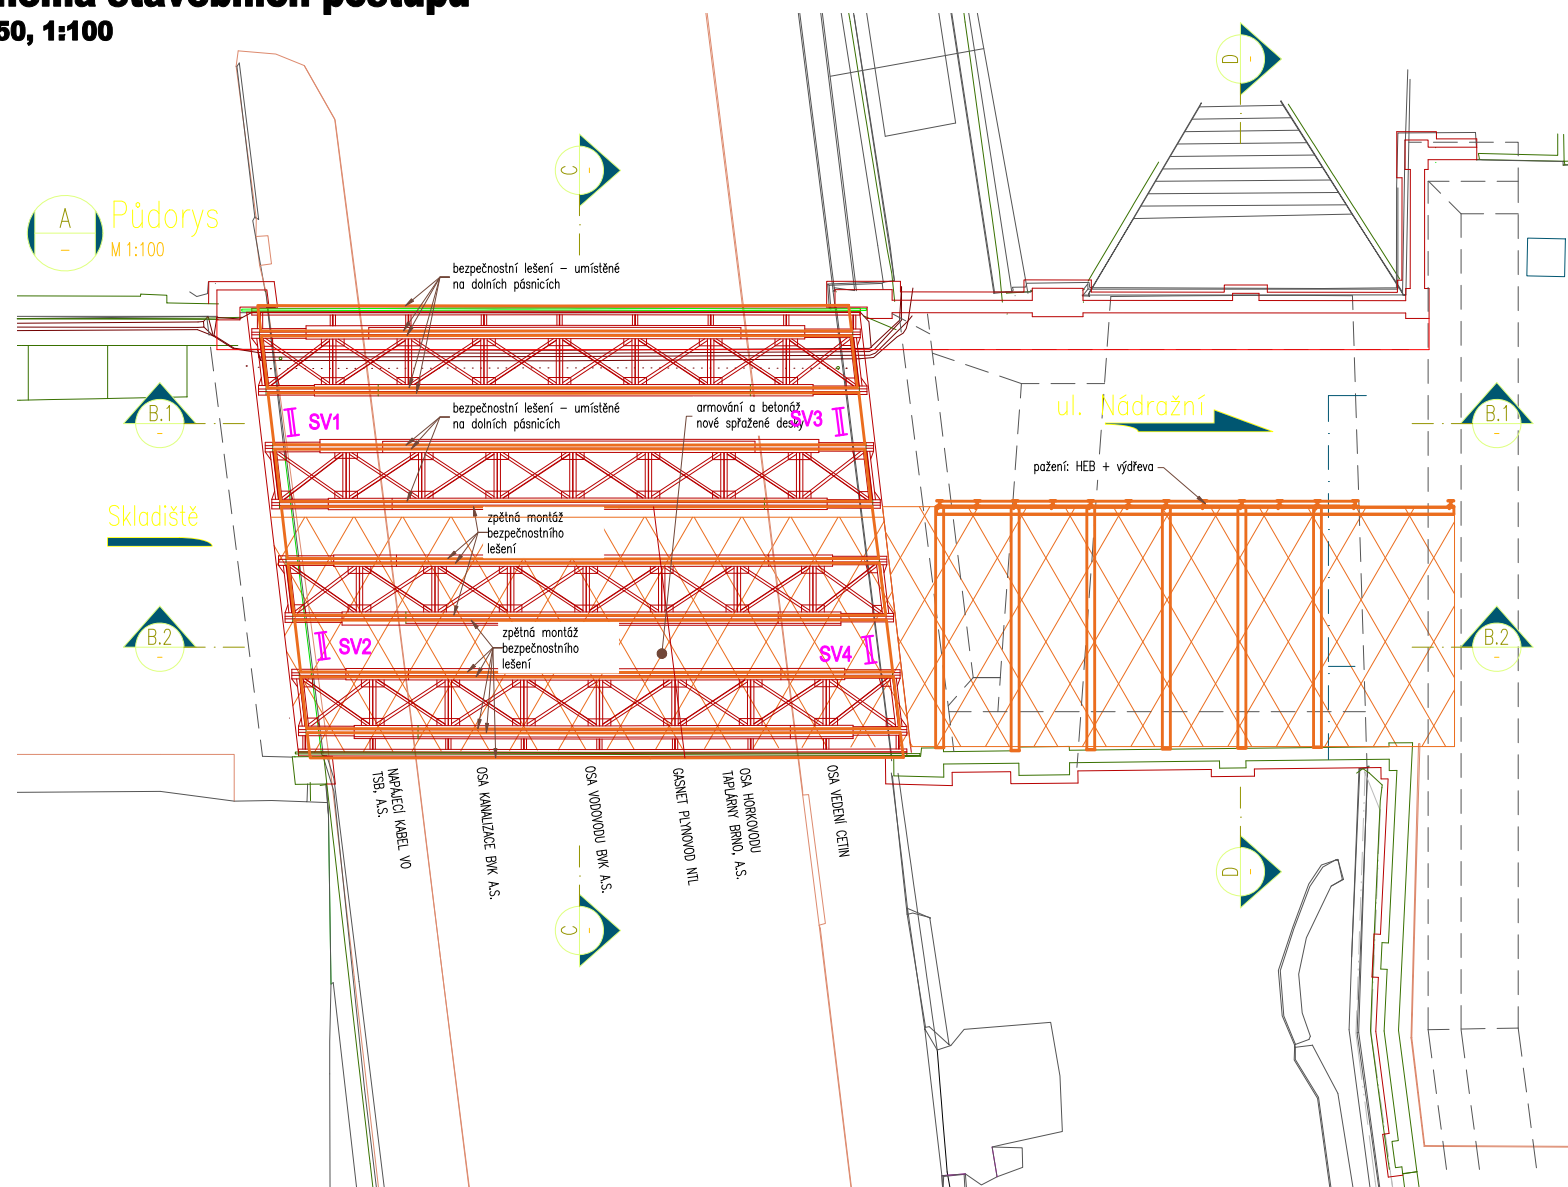 stavebních postupů
50, 1:100
D
-
C
-
A
-
Půdorys
M 1:100
bezpečnostní lešení – umístěné
na dolních pásnicích
B.1
-
SV1
bezpečnostní lešení – umístěné
na dolních pásnicích
armování a betonáž
nové spřažené desky
SV3
ul. Nádražní
B.1
-
pažení: HEB + výdřeva
Skladiště
zpětná montáž
bezpečnostního
lešení
B.2
-
SV2
zpětná montáž
bezpečnostního
lešení
SV4
B.2
-
NAPÁJECÍ KABEL VO
TSB, A.S.
OSA KANALIZACE BVK A.S.
OSA VODOVODU BVK A.S.
GASNET PLYNOVOD NTL
OSA HORKOVODU
TAPLÁRNY BRNO, A.S.
OSA VEDENÍ CETIN
D
-
C
-